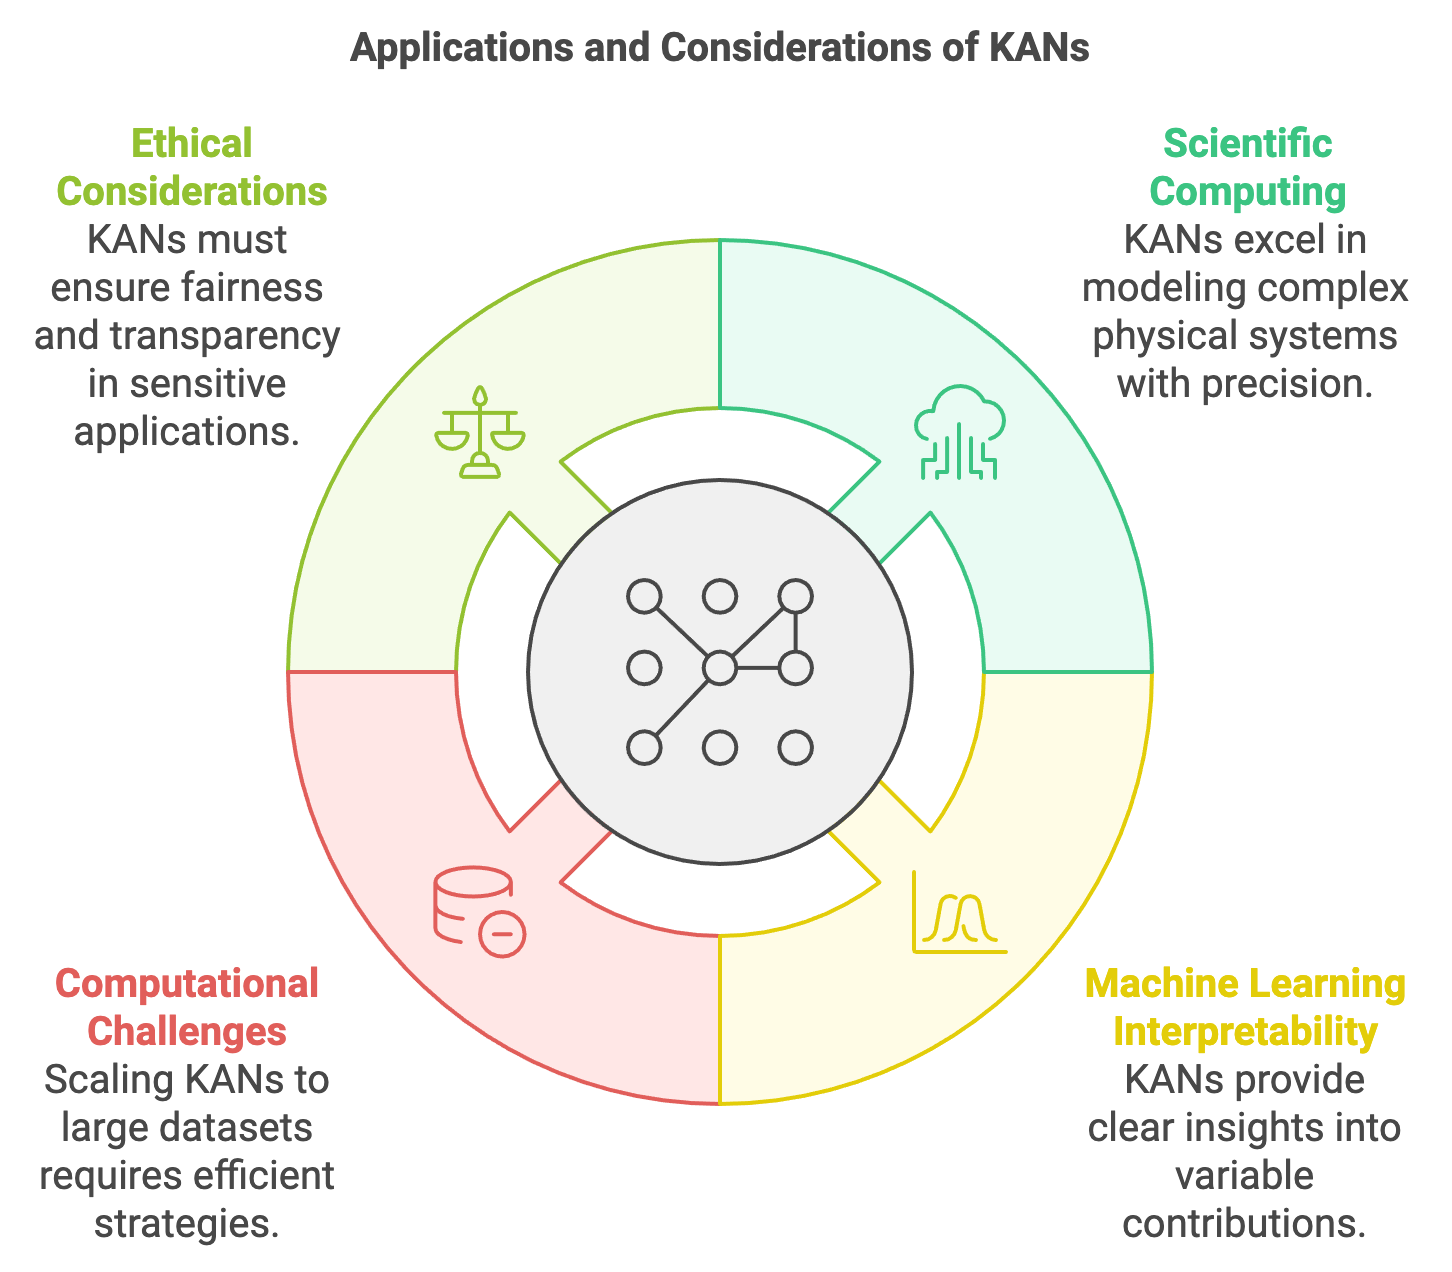 Applications and Considerations of KANs
Ethical
Considerations
KANs must
ensure fairness
and transparency
in sensitive
applications.
Scientific
Computing
KANs excel in
modeling complex
physical systems
with precision.
Computational
Challenges
Scaling KANs to
large datasets
requires efficient
strategies.
Machine Learning
Interpretability
KANs provide
clear insights into
variable
contributions.